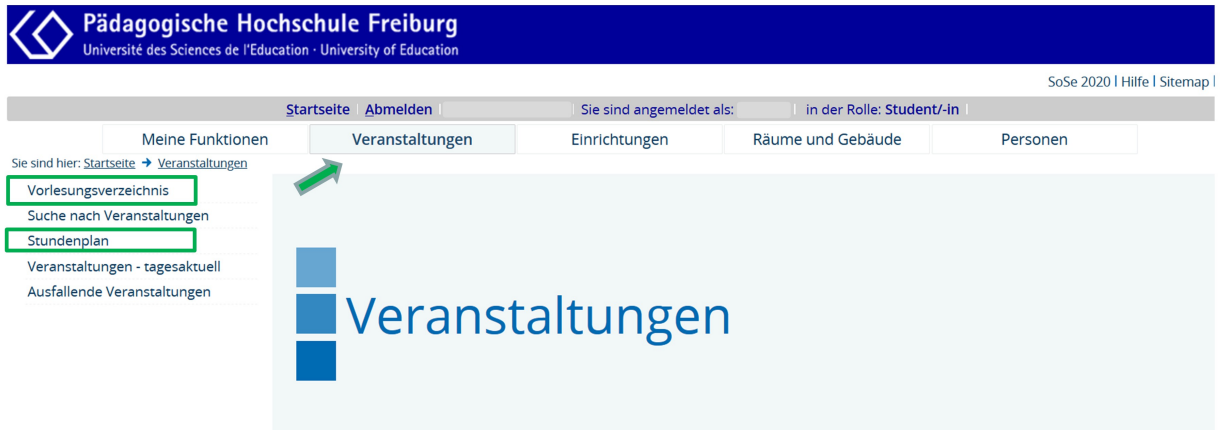 Pädagogische Hochschule Freiburg
Université des Sciences de l'Education · University of Education
SoSe 2020 | Hilfe | Sitemap |
Startseite | Abmelden | | Sie sind angemeldet als: | in der Rolle: Student/-in |
Meine Funktionen Veranstaltungen Einrichtungen Räume und Gebäude Personen
Sie sind hier: Startseite → Veranstaltungen
Vorlesungsverzeichnis
Suche nach Veranstaltungen
Stundenplan
Veranstaltungen - tagesaktuell
Ausfallende Veranstaltungen
Veranstaltungen